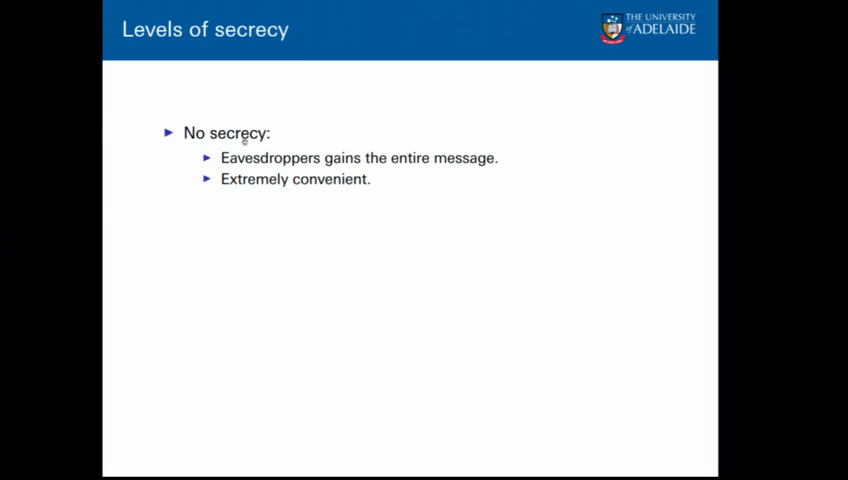 Levels of secrecy
THE UNIVERSITY
of ADELAIDE
No secrecy:
Eavesdroppers gains the entire message.
Extremely convenient.